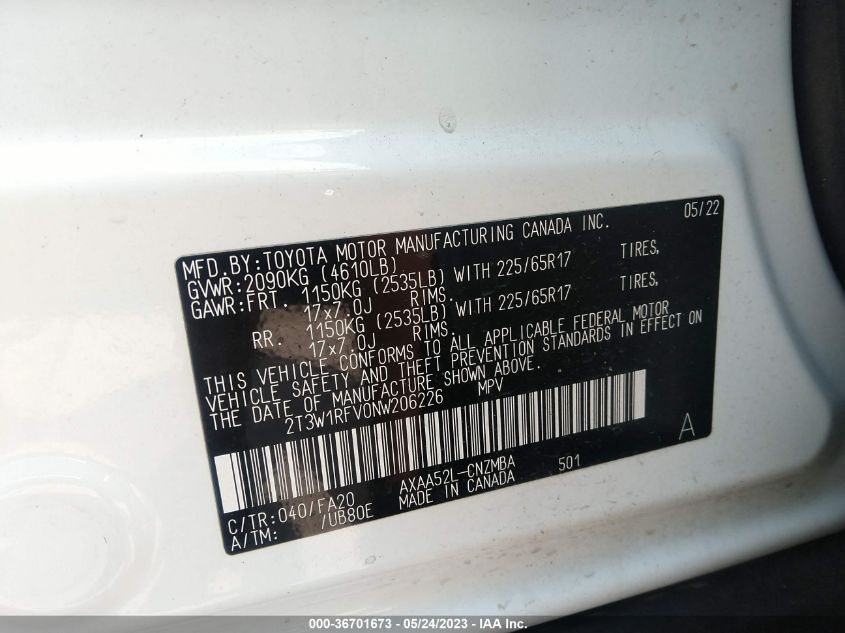 05/22
MFD.BY:TOYOTA MOTOR MANUFACTURING CANADA INC.
GVWR:2090KG (4610LB)
GAWR:FRT. 1150KG (2535LB) WITH 225/65R17 TIRES,
17x7.0J RIMS.
RR. 1150KG (2535LB) WITH 225/65R17 TIRES,
17x7.0J RIMS.
THIS VEHICLE CONFORMS TO ALL APPLICABLE FEDERAL MOTOR
VEHICLE SAFETY AND THEFT PREVENTION STANDARDS IN EFFECT ON
THE DATE OF MANUFACTURE SHOWN ABOVE.
2T3W1RFV0NW206226 MPV
A
C/TR:040/FA20 AXAA52L-CNZMBA 501
A/TM: /UB80E MADE IN CANADA
000-36701673 - 05/24/2023 - IAA Inc.